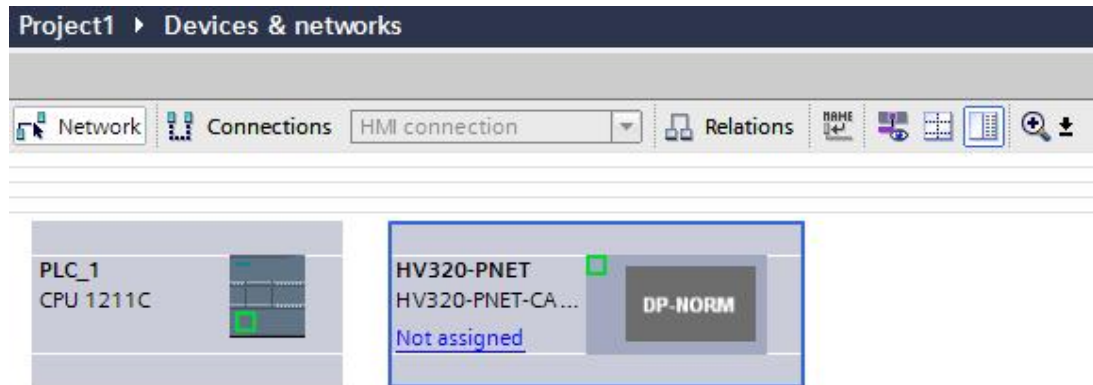 Project1 ▸ Devices & networks
Network Connections HMI connection Relations NAME
PLC_1
CPU 1211C
HV320-PNET
HV320-PNET-CA...
DP-NORM
Not assigned